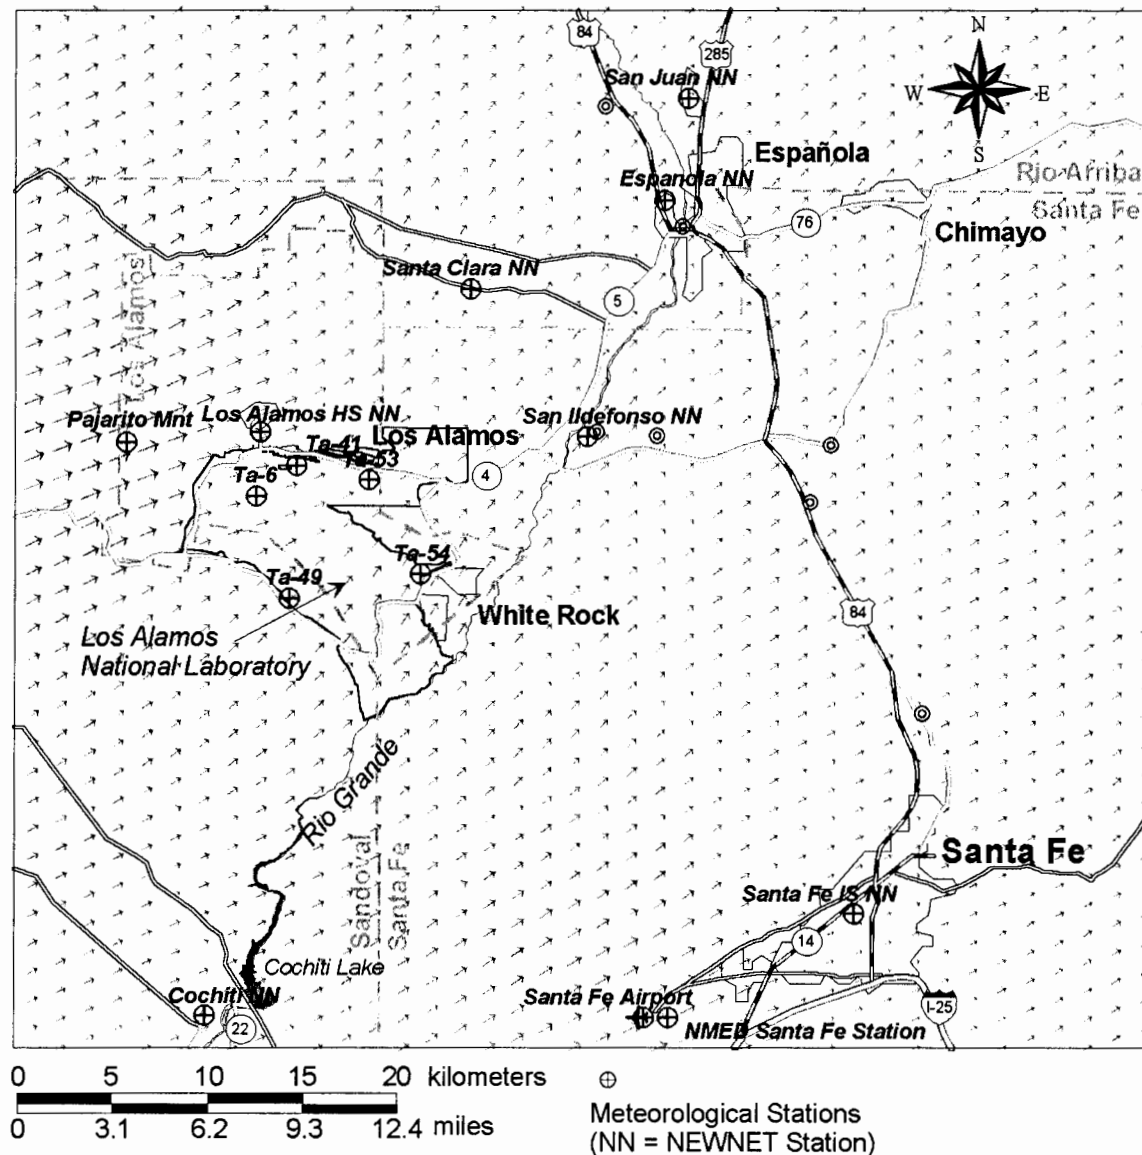 84
285
N
San Juan NN
W
E
S
Española
Espanola NN
Rio Arriba
Santa Fe
76
Chimayo
Santa Clara NN
5
Los Alamos
Pajarito Mnt
Los Alamos HS NN
San Ildefonso NN
Ta-41
Los Alamos
Ta-53
Ta-6
4
Ta-54
Ta-49
White Rock
84
Los Alamos
National Laboratory
Rio Grande
Sandoval
Santa Fe
Santa Fe
Santa Fe IS NN
14
Cochiti Lake
Cochiti NN
22
Santa Fe Airport
NMED Santa Fe Station
I-25
0 5 10 15 20 kilometers
0 3.1 6.2 9.3 12.4 miles
Meteorological Stations
(NN = NEWNET Station)